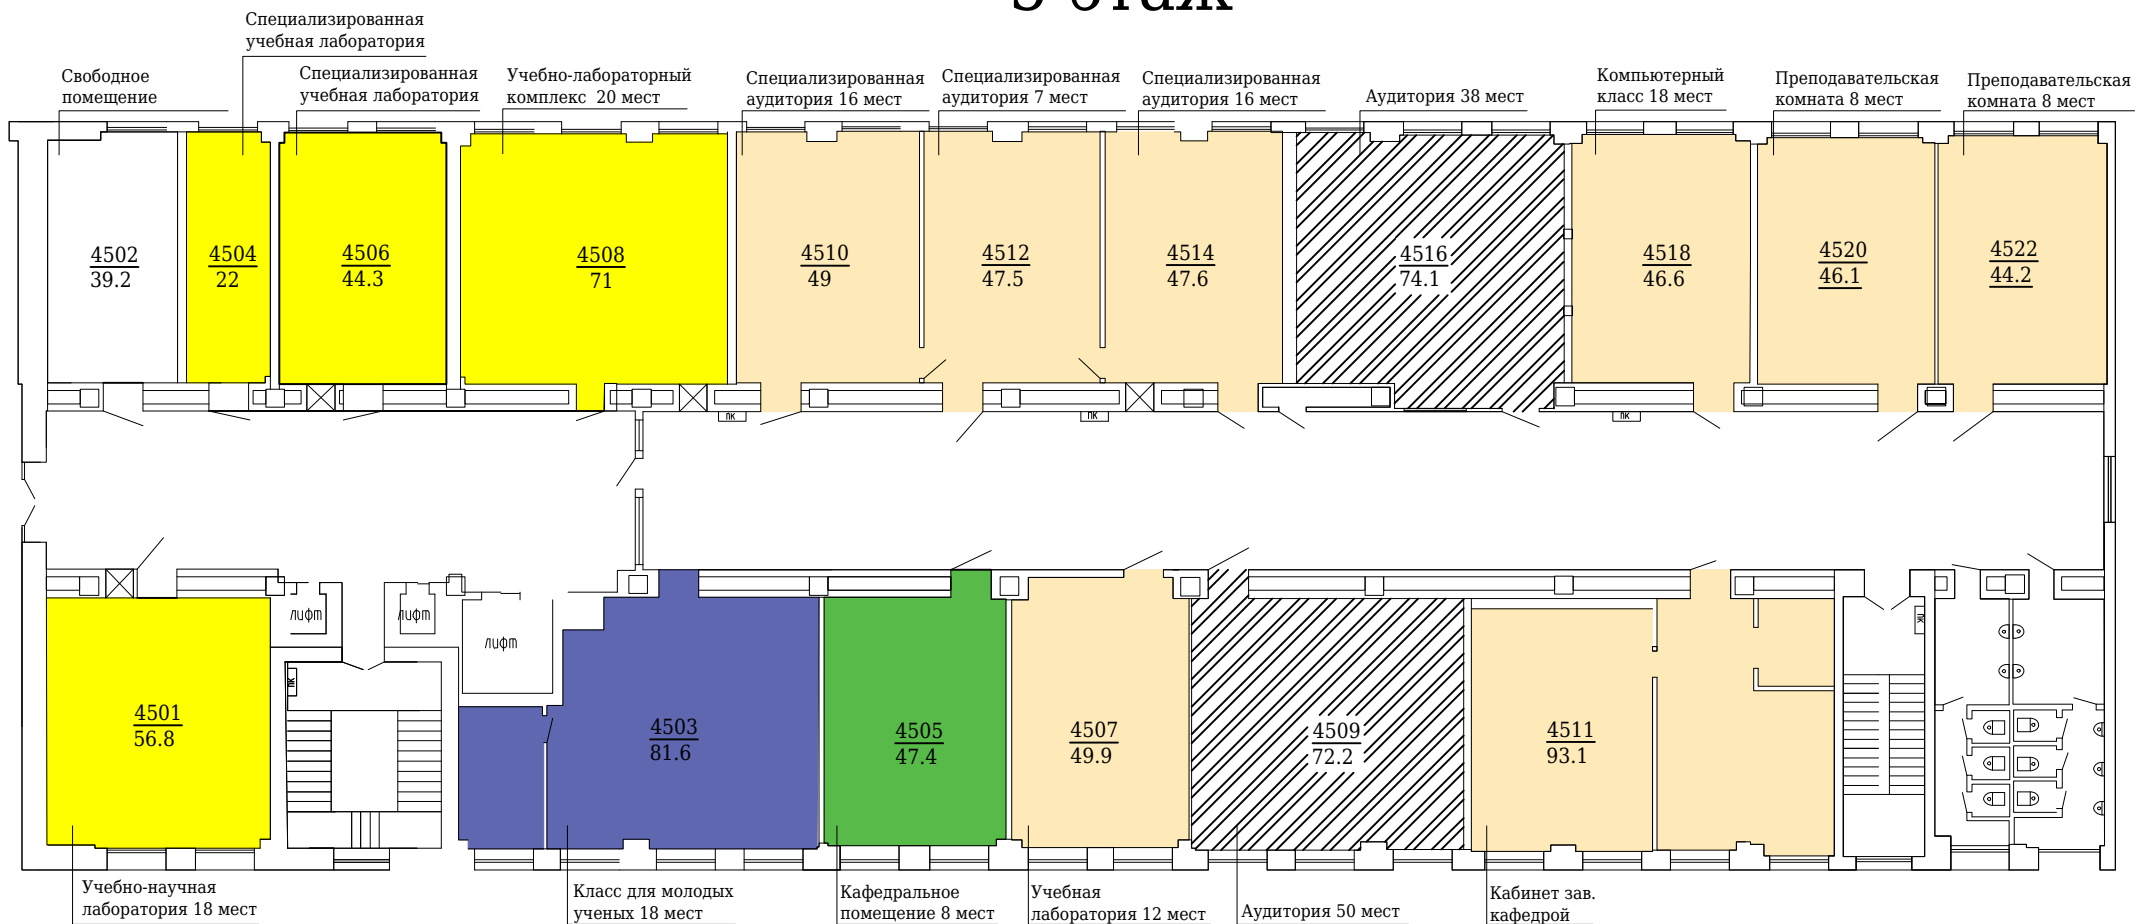 5 этаж
Специализированная
учебная лаборатория
Свободное
помещение
Специализированная
учебная лаборатория
Учебно-лабораторный
комплекс 20 мест
Специализированная
аудитория 16 мест
Специализированная
аудитория 7 мест
Специализированная
аудитория 16 мест
Аудитория 38 мест
Компьютерный
класс 18 мест
Преподавательская
комната 8 мест
Преподавательская
комната 8 мест
4502
39.2
4504
22
4506
44.3
4508
71
4510
49
4512
47.5
4514
47.6
4516
74.1
4518
46.6
4520
46.1
4522
44.2
ПК
ПК
ПК
лифт
лифт
лифт
ПК
ПК
4501
56.8
4503
81.6
4505
47.4
4507
49.9
4509
72.2
4511
93.1
Учебно-научная
лаборатория 18 мест
Класс для молодых
ученых 18 мест
Кафедральное
помещение 8 мест
Учебная
лаборатория 12 мест
Аудитория 50 мест
Кабинет зав.
кафедрой